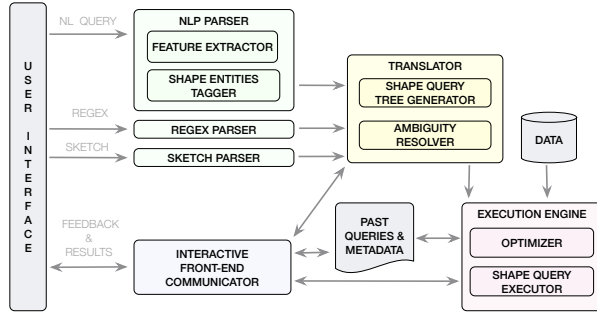 USER INTERFACE
NL QUERY
NLP PARSER
FEATURE EXTRACTOR
SHAPE ENTITIES
TAGGER
REGEX
REGEX PARSER
SKETCH
SKETCH PARSER
TRANSLATOR
SHAPE QUERY
TREE GENERATOR
AMBIGUITY
RESOLVER
DATA
FEEDBACK
&
RESULTS
INTERACTIVE
FRONT-END
COMMUNICATOR
PAST
QUERIES &
METADATA
EXECUTION ENGINE
OPTIMIZER
SHAPE QUERY
EXECUTOR